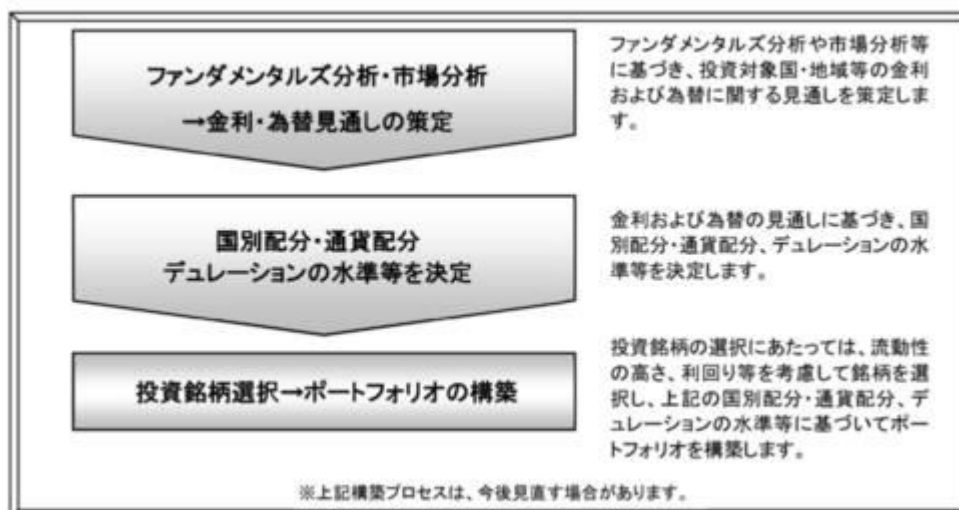 ファンダメンタルズ分析・市場分析
→金利・為替見通しの策定
ファンダメンタルズ分析や市場分析等
に基づき、投資対象国・地域等の金利
および為替に関する見通しを策定しま
す。
国別配分・通貨配分
デュレーションの水準等を決定
金利および為替の見通しに基づき、国
別配分・通貨配分、デュレーションの水
準等を決定します。
投資銘柄選択→ポートフォリオの構築
投資銘柄の選択にあたっては、流動性
の高さ、利回り等を考慮して銘柄を選
択し、上記の国別配分・通貨配分、デ
ュレーションの水準等に基づいてポー
トフォリオを構築します。
※上記構築プロセスは、今後見直す場合があります。